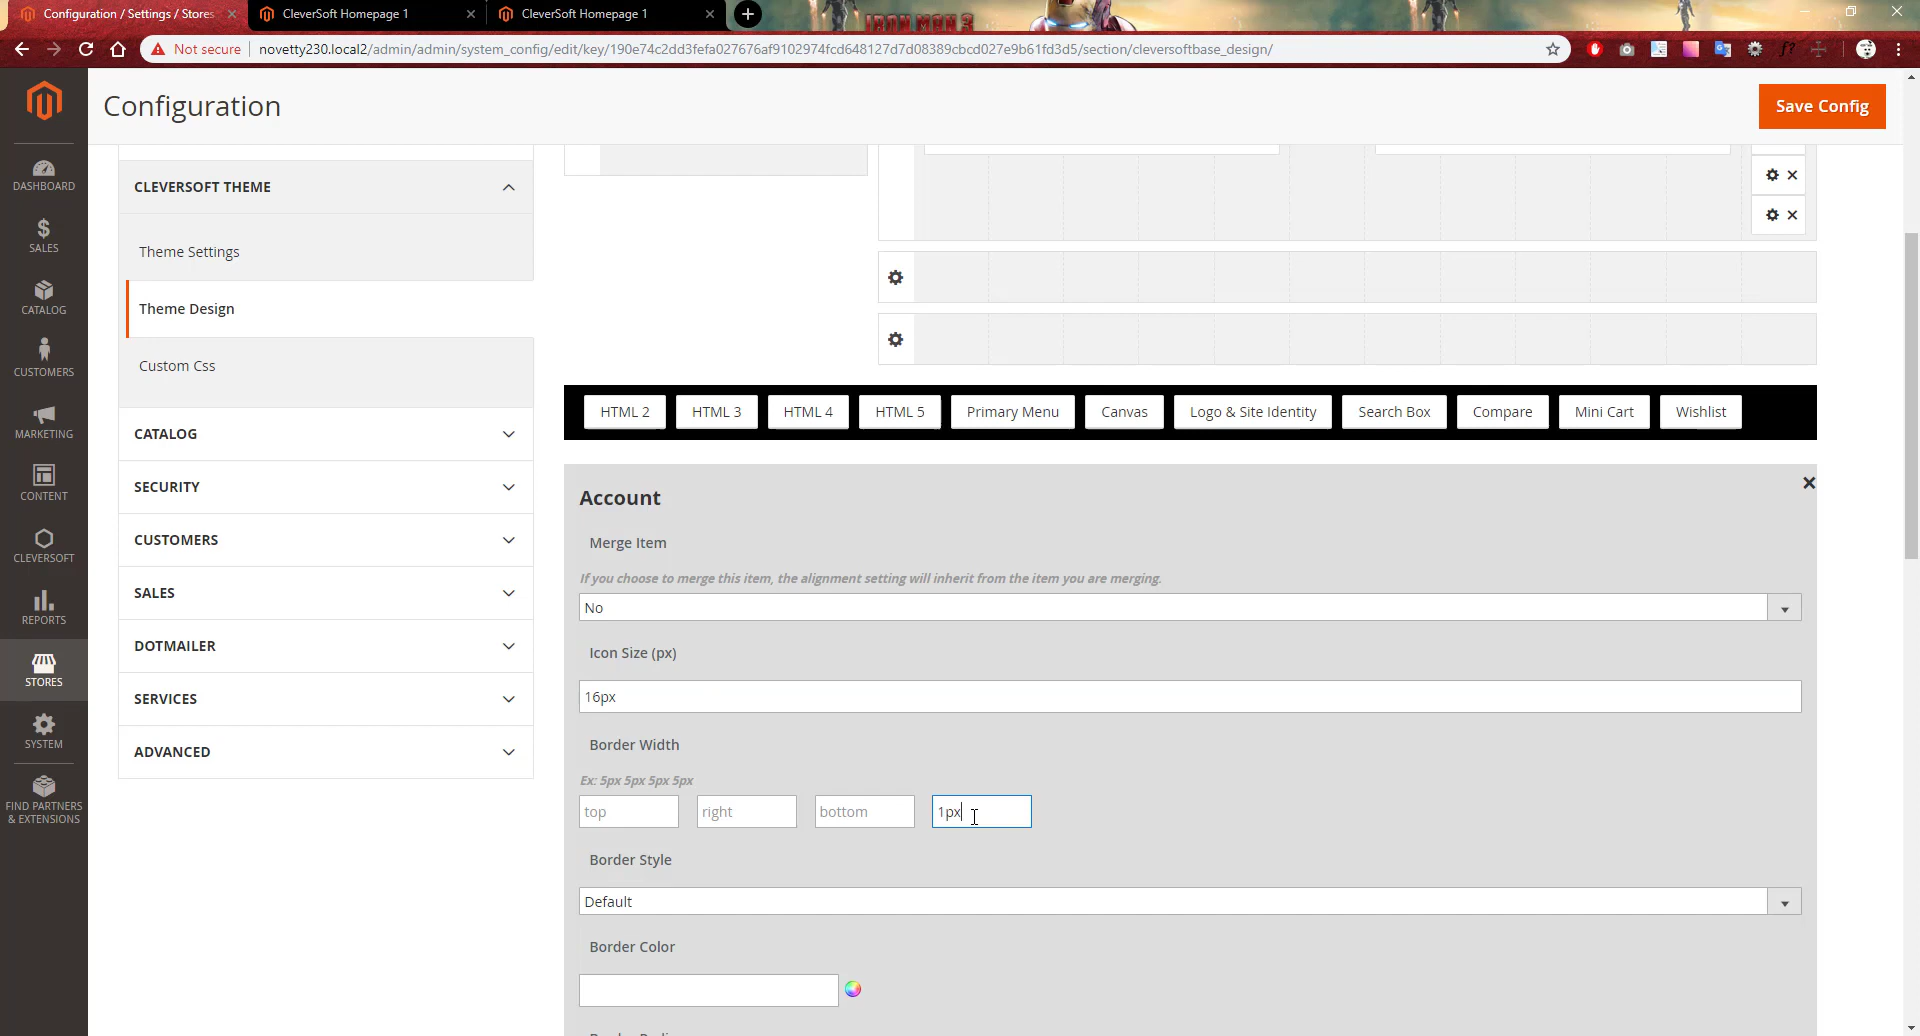 Configuration / Settings / Stores
CleverSoft Homepage 1
CleverSoft Homepage 1
IRON MAN 3
Not secure
novetty230.local2/admin/admin/system_config/edit/key/190e74c2dd3fefa027676af9102974fcd648127d7d08389cbcd027e9b61fd3d5/section/cleversoftbase_design/
f?
Configuration
Save Config
DASHBOARD
SALES
CATALOG
CUSTOMERS
MARKETING
CONTENT
CLEVERSOFT
REPORTS
STORES
SYSTEM
FIND PARTNERS
& EXTENSIONS
CLEVERSOFT THEME
Theme Settings
Theme Design
Custom Css
CATALOG
SECURITY
CUSTOMERS
SALES
DOTMAILER
SERVICES
ADVANCED
HTML 2
HTML 3
HTML 4
HTML 5
Primary Menu
Canvas
Logo & Site Identity
Search Box
Compare
Mini Cart
Wishlist
Account
Merge Item
If you choose to merge this item, the alignment setting will inherit from the item you are merging.
No
Icon Size (px)
16px
Border Width
Ex: 5px 5px 5px 5px
top
right
bottom
1px
Border Style
Default
Border Color